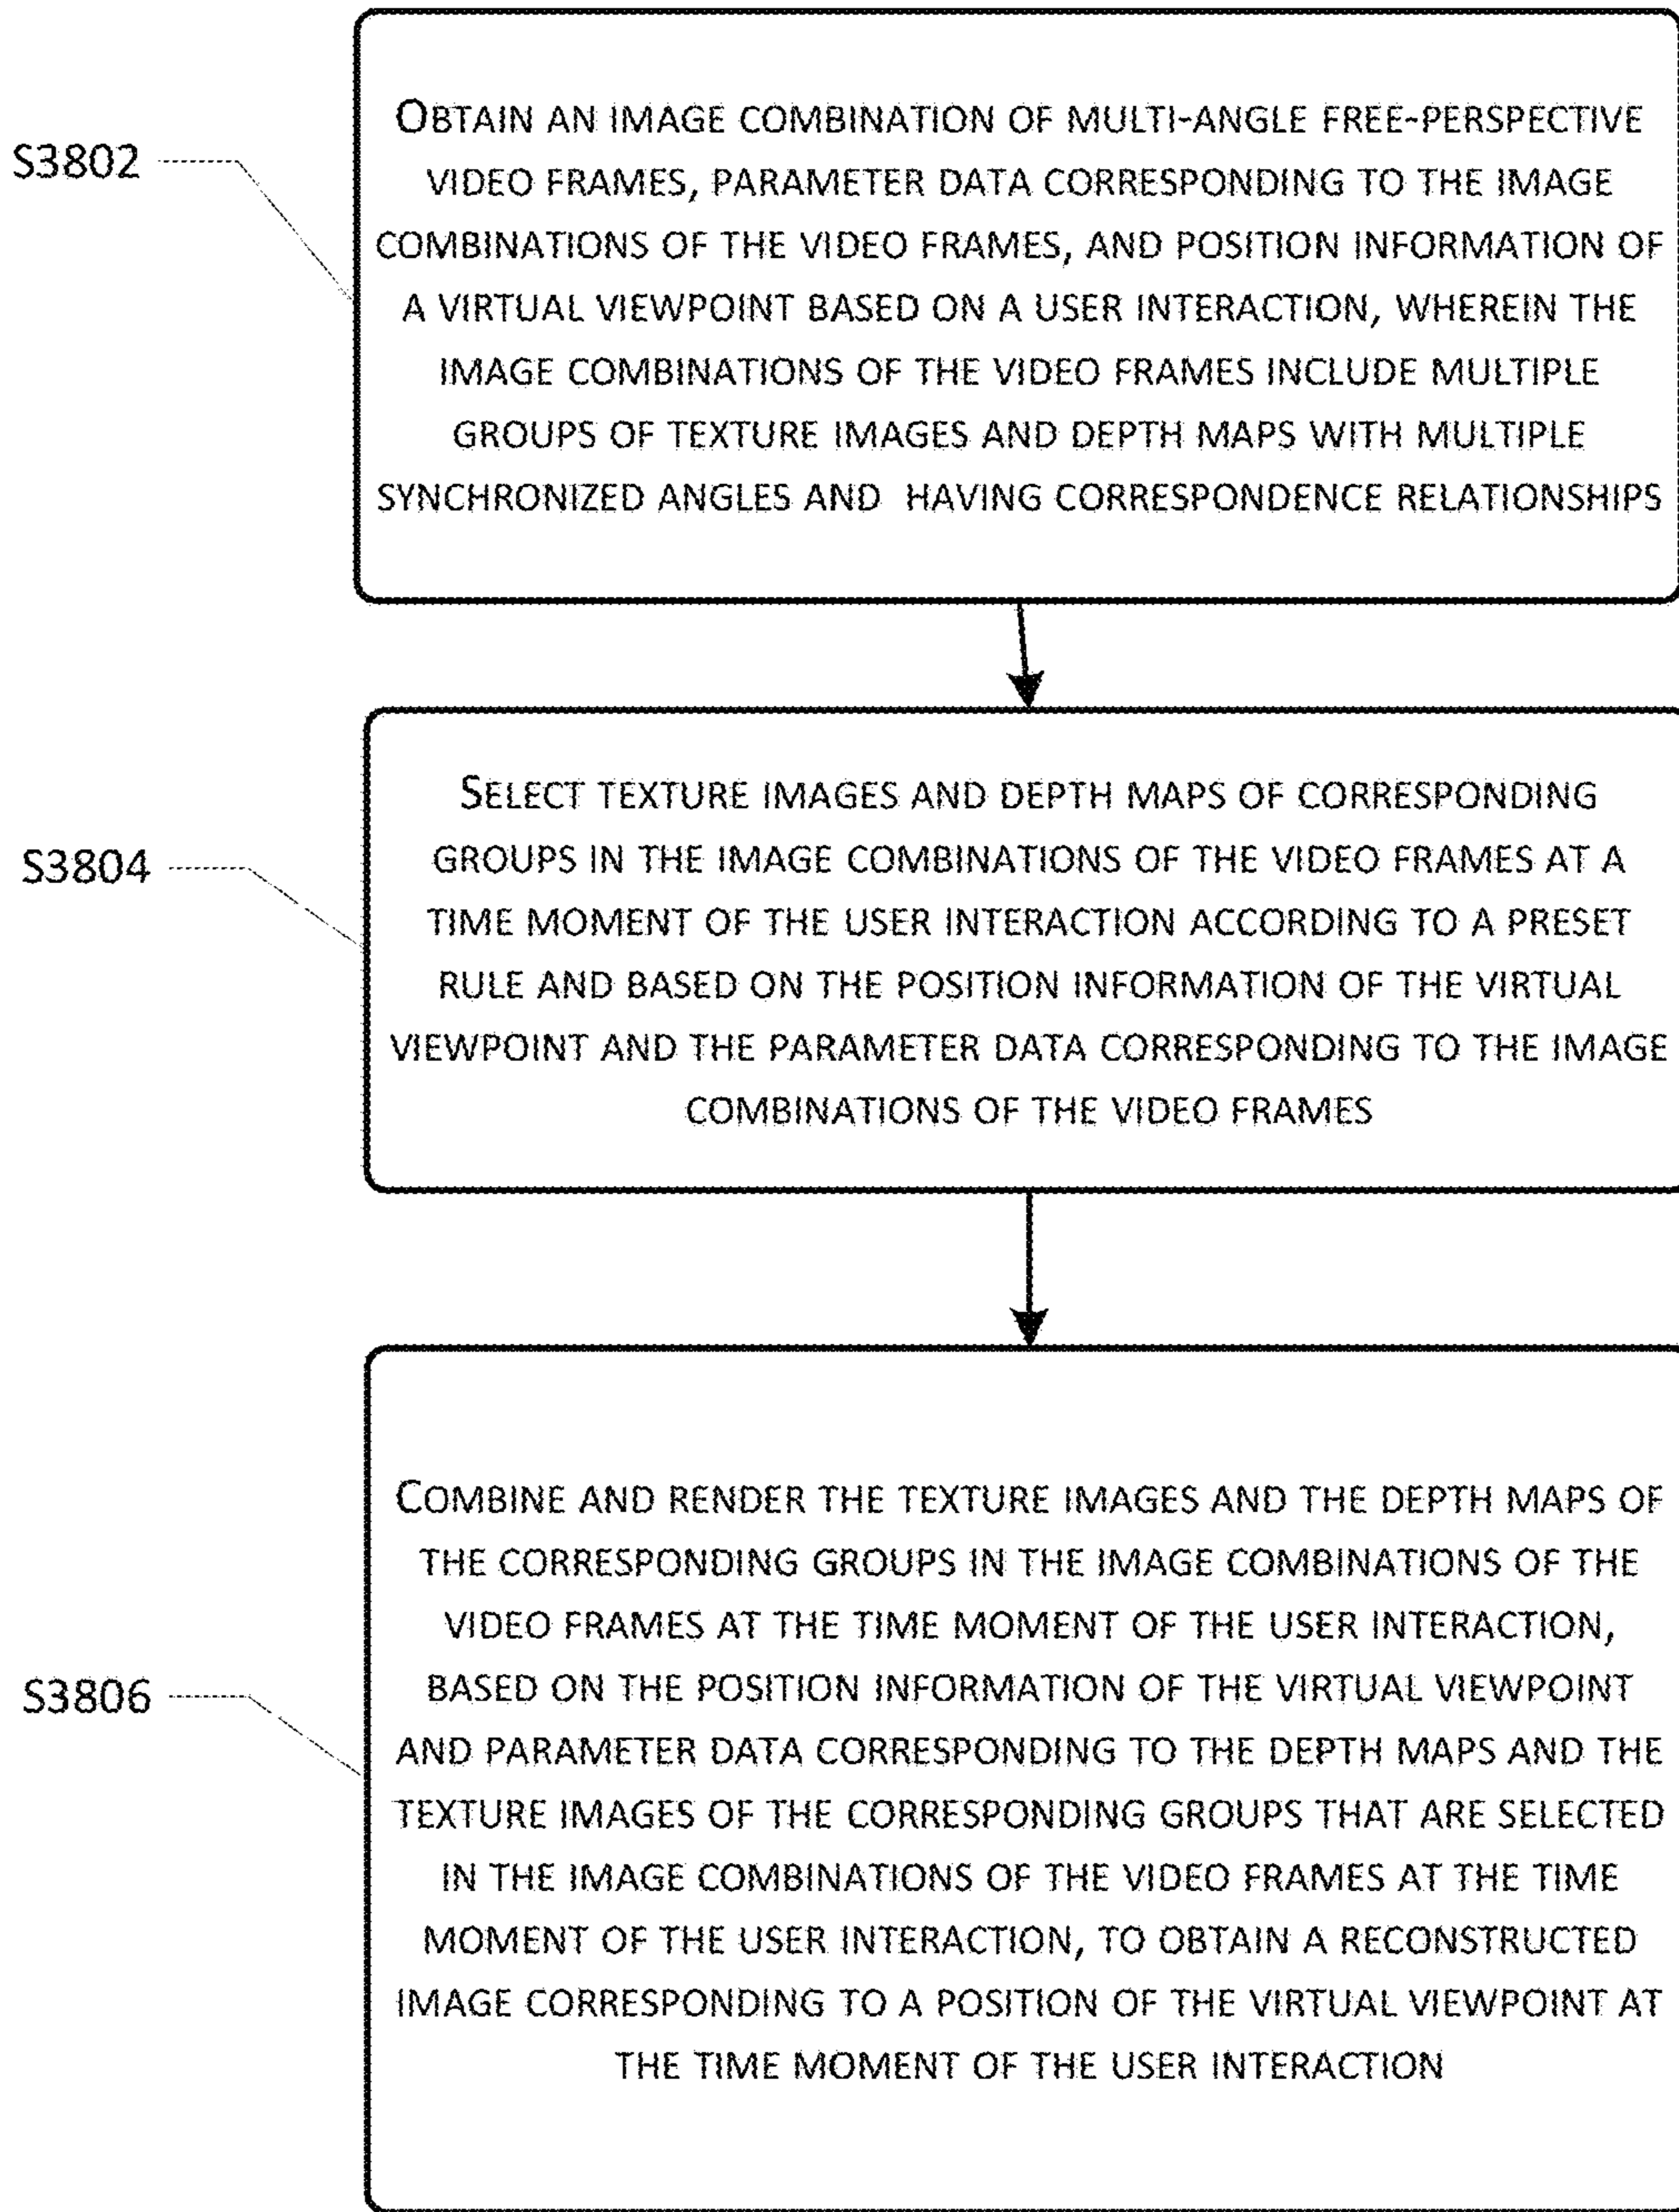 S3802
OBTAIN AN IMAGE COMBINATION OF MULTI-ANGLE FREE-PERSPECTIVE
VIDEO FRAMES, PARAMETER DATA CORRESPONDING TO THE IMAGE
COMBINATIONS OF THE VIDEO FRAMES, AND POSITION INFORMATION OF
A VIRTUAL VIEWPOINT BASED ON A USER INTERACTION, WHEREIN THE
IMAGE COMBINATIONS OF THE VIDEO FRAMES INCLUDE MULTIPLE
GROUPS OF TEXTURE IMAGES AND DEPTH MAPS WITH MULTIPLE
SYNCHRONIZED ANGLES AND HAVING CORRESPONDENCE RELATIONSHIPS
S3804
SELECT TEXTURE IMAGES AND DEPTH MAPS OF CORRESPONDING
GROUPS IN THE IMAGE COMBINATIONS OF THE VIDEO FRAMES AT A
TIME MOMENT OF THE USER INTERACTION ACCORDING TO A PRESET
RULE AND BASED ON THE POSITION INFORMATION OF THE VIRTUAL
VIEWPOINT AND THE PARAMETER DATA CORRESPONDING TO THE IMAGE
COMBINATIONS OF THE VIDEO FRAMES
S3806
COMBINE AND RENDER THE TEXTURE IMAGES AND THE DEPTH MAPS OF
THE CORRESPONDING GROUPS IN THE IMAGE COMBINATIONS OF THE
VIDEO FRAMES AT THE TIME MOMENT OF THE USER INTERACTION,
BASED ON THE POSITION INFORMATION OF THE VIRTUAL VIEWPOINT
AND PARAMETER DATA CORRESPONDING TO THE DEPTH MAPS AND THE
TEXTURE IMAGES OF THE CORRESPONDING GROUPS THAT ARE SELECTED
IN THE IMAGE COMBINATIONS OF THE VIDEO FRAMES AT THE TIME
MOMENT OF THE USER INTERACTION, TO OBTAIN A RECONSTRUCTED
IMAGE CORRESPONDING TO A POSITION OF THE VIRTUAL VIEWPOINT AT
THE TIME MOMENT OF THE USER INTERACTION